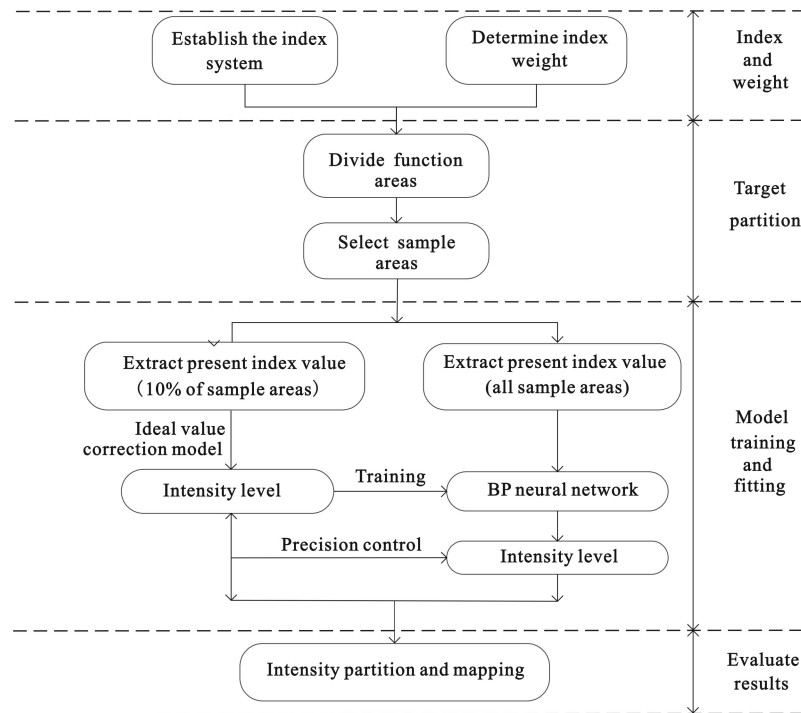 Establish the index
system
Determine index
weight
Index
and
weight
Divide function
areas
Select sample
areas
Target
partition
Extract present index value
(10% of sample areas)
Extract present index value
(all sample areas)
Ideal value
correction model
Intensity level
Training
BP neural network
Precision control
Intensity level
Model
training
and
fitting
Intensity partition and mapping
Evaluate
results